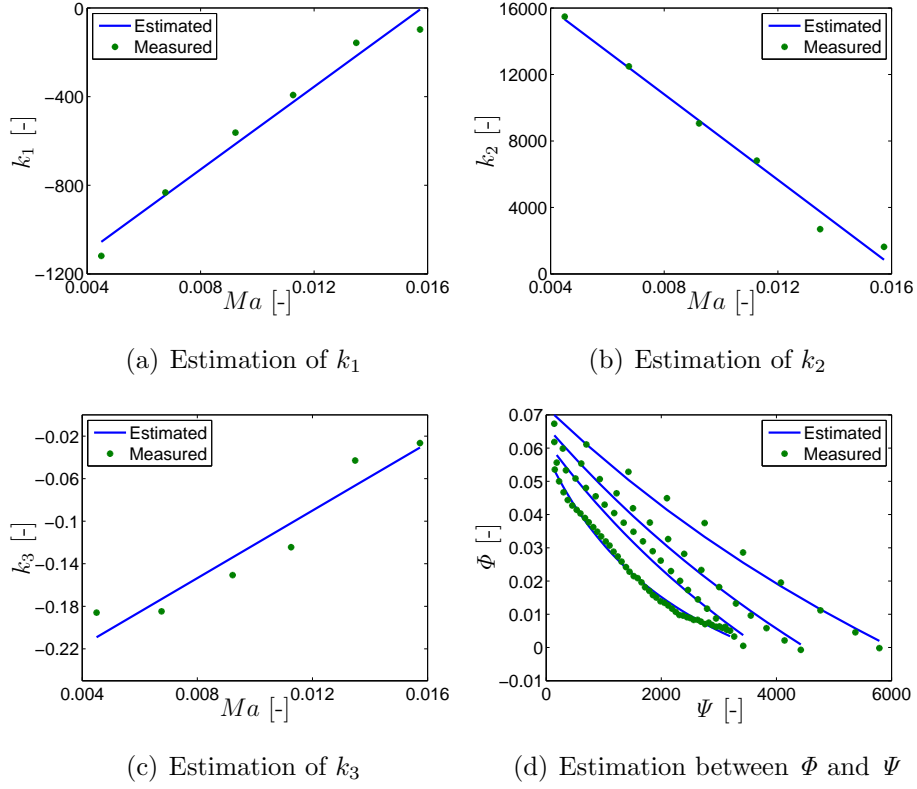 0
−400
−800
−1200
0.004
0.008
0.012
0.016
k1 [-]
Ma [-]
Estimated
Measured
(a) Estimation of k1
16000
12000
8000
4000
0
0.004
0.008
0.012
0.016
k2 [-]
Ma [-]
Estimated
Measured
(b) Estimation of k2
−0.02
−0.06
−0.1
−0.14
−0.18
−0.22
0.004
0.008
0.012
0.016
k3 [-]
Ma [-]
Estimated
Measured
(c) Estimation of k3
0.07
0.06
0.05
0.04
0.03
0.02
0.01
0
−0.01
0
2000
4000
6000
Φ [-]
Ψ [-]
Estimated
Measured
(d) Estimation between Φ and Ψ